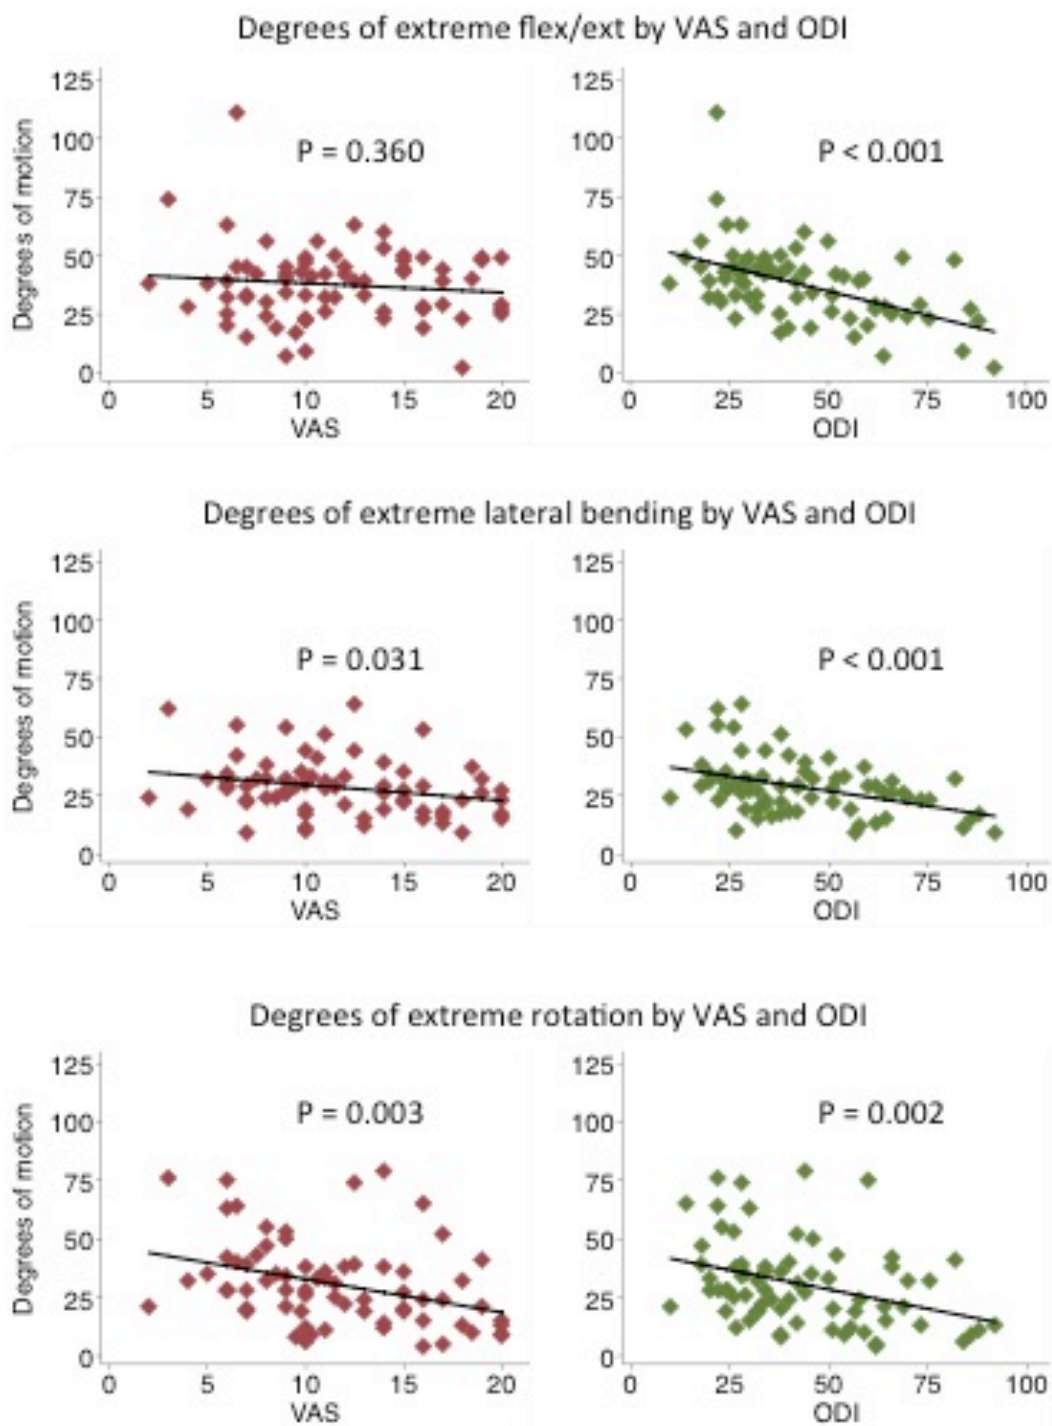 Degrees of extreme flex/ext by VAS and ODI
Degrees of motion
125
100
75
50
25
0
P = 0.360
0 5 10 15 20
VAS
125
100
75
50
25
0
P < 0.001
0 25 50 75 100
ODI
Degrees of extreme lateral bending by VAS and ODI
Degrees of motion
125
100
75
50
25
0
P = 0.031
0 5 10 15 20
VAS
125
100
75
50
25
0
P < 0.001
0 25 50 75 100
ODI
Degrees of extreme rotation by VAS and ODI
Degrees of motion
125
100
75
50
25
0
P = 0.003
0 5 10 15 20
VAS
125
100
75
50
25
0
P = 0.002
0 25 50 75 100
ODI